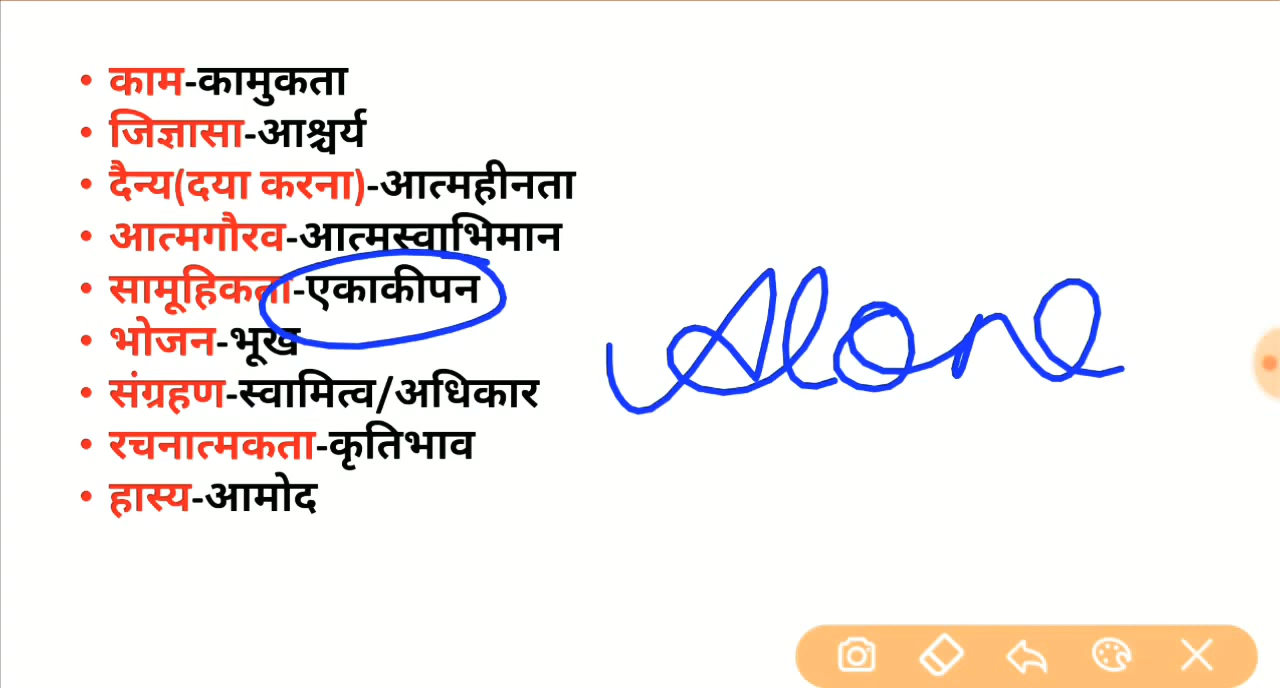 • काम-कामुकता
• जिज्ञासा-आश्चर्य
• दैन्य(दया करना)-आत्महीनता
• आत्मगौरव-आत्मस्वाभिमान
• सामूहिकता-एकाकीपन
Alone
• भोजन-भूख
• संग्रहण-स्वामित्व/अधिकार
• रचनात्मकता-कृतिभाव
• हास्य-आमोद